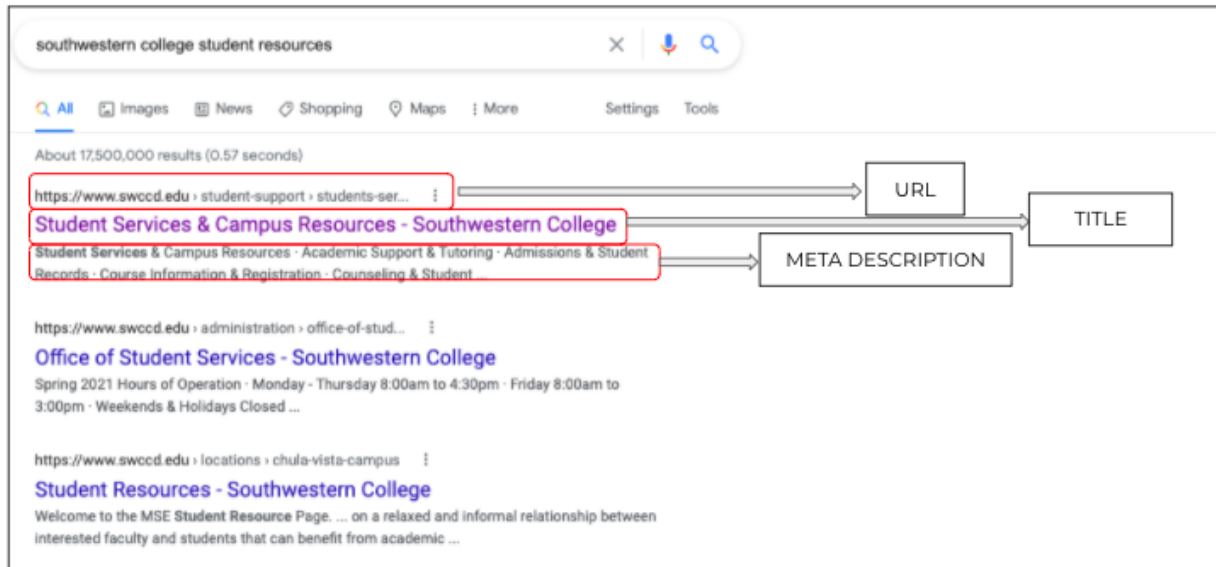 southwestern college student resources
All Images News Shopping Maps More Settings Tools
About 17,500,000 results (0.57 seconds)
https://www.swccd.edu › student-support › students-ser...
URL
Student Services & Campus Resources - Southwestern College
TITLE
Student Services & Campus Resources · Academic Support & Tutoring · Admissions & Student
Records · Course Information & Registration · Counseling & Student ...
META DESCRIPTION
https://www.swccd.edu › administration › office-of-stud...
Office of Student Services - Southwestern College
Spring 2021 Hours of Operation · Monday - Thursday 8:00am to 4:30pm · Friday 8:00am to
3:00pm · Weekends & Holidays Closed ...
https://www.swccd.edu › locations › chula-vista-campus
Student Resources - Southwestern College
Welcome to the MSE Student Resource Page. ... on a relaxed and informal relationship between
interested faculty and students that can benefit from academic ...